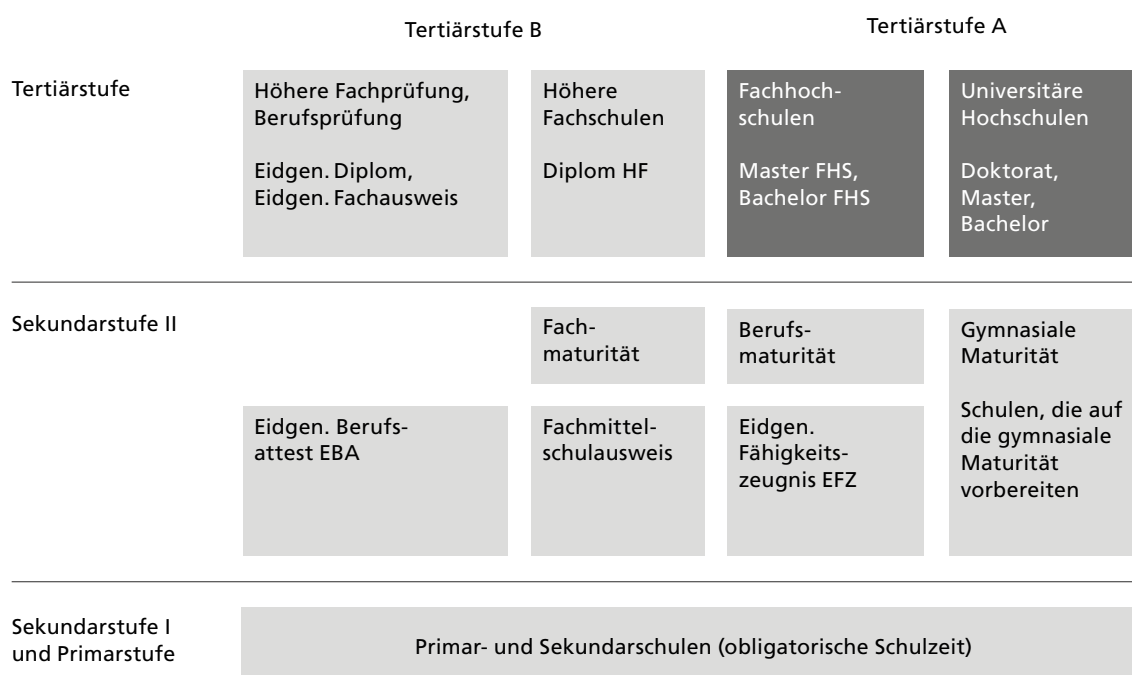 Tertiärstufe B
Tertiärstufe A
Tertiärstufe
Höhere Fachprüfung,
Berufsprüfung
Eidgen. Diplom,
Eidgen. Fachausweis
Höhere
Fachschulen
Diplom HF
Fachhoch-
schulen
Master FHS,
Bachelor FHS
Universitäre
Hochschulen
Doktorat,
Master,
Bachelor
Sekundarstufe II
Fach-
maturität
Berufs-
maturität
Gymnasiale
Maturität
Schulen, die auf
die gymnasiale
Maturität
vorbereiten
Eidgen. Berufs-
attest EBA
Fachmittel-
schulausweis
Eidgen.
Fähigkeits-
zeugnis EFZ
Sekundarstufe I
und Primarstufe
Primar- und Sekundarschulen (obligatorische Schulzeit)